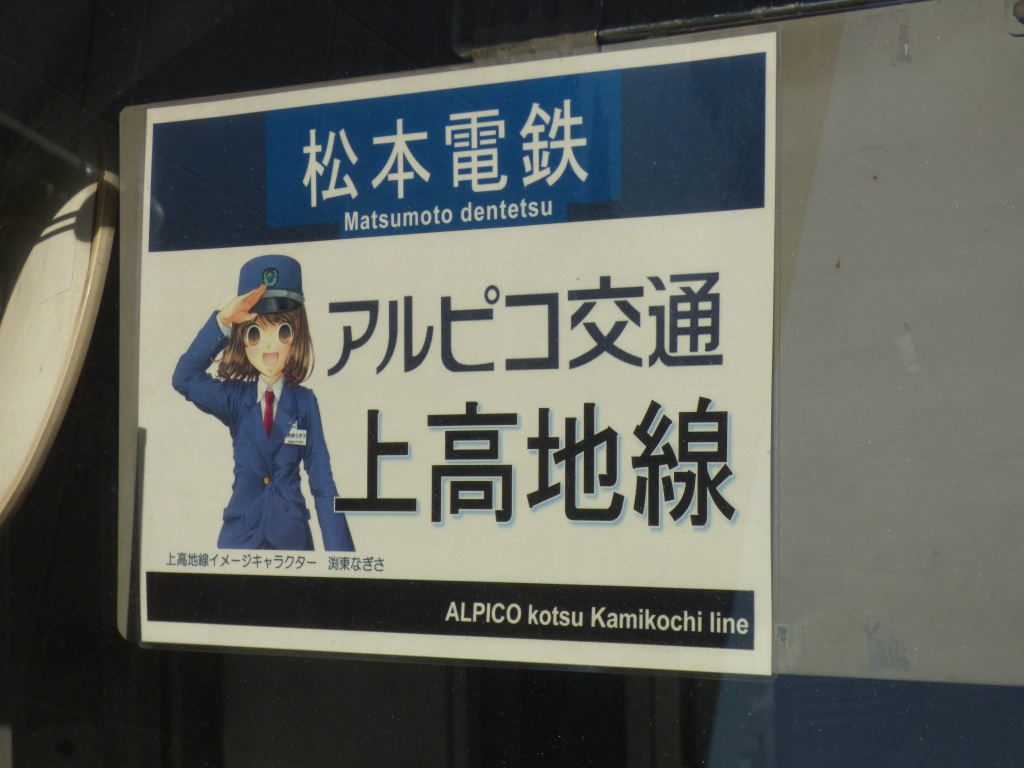 松本電鉄
Matsumoto dentetsu
アルピコ交通
上高地線
上高地線イメージキャラクター 渕東なぎさ
ALPICO kotsu Kamikochi line